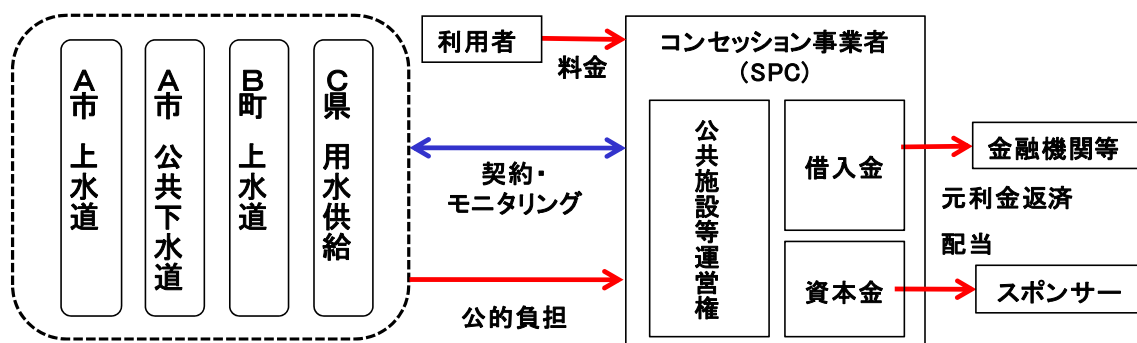 A市 上水道
A市 公共下水道
B町 上水道
C県 用水供給
利用者
料金
契約・
モニタリング
公的負担
コンセッション事業者
(SPC)
公共施設等運営権
借入金
資本金
金融機関等
元利金返済
配当
スポンサー